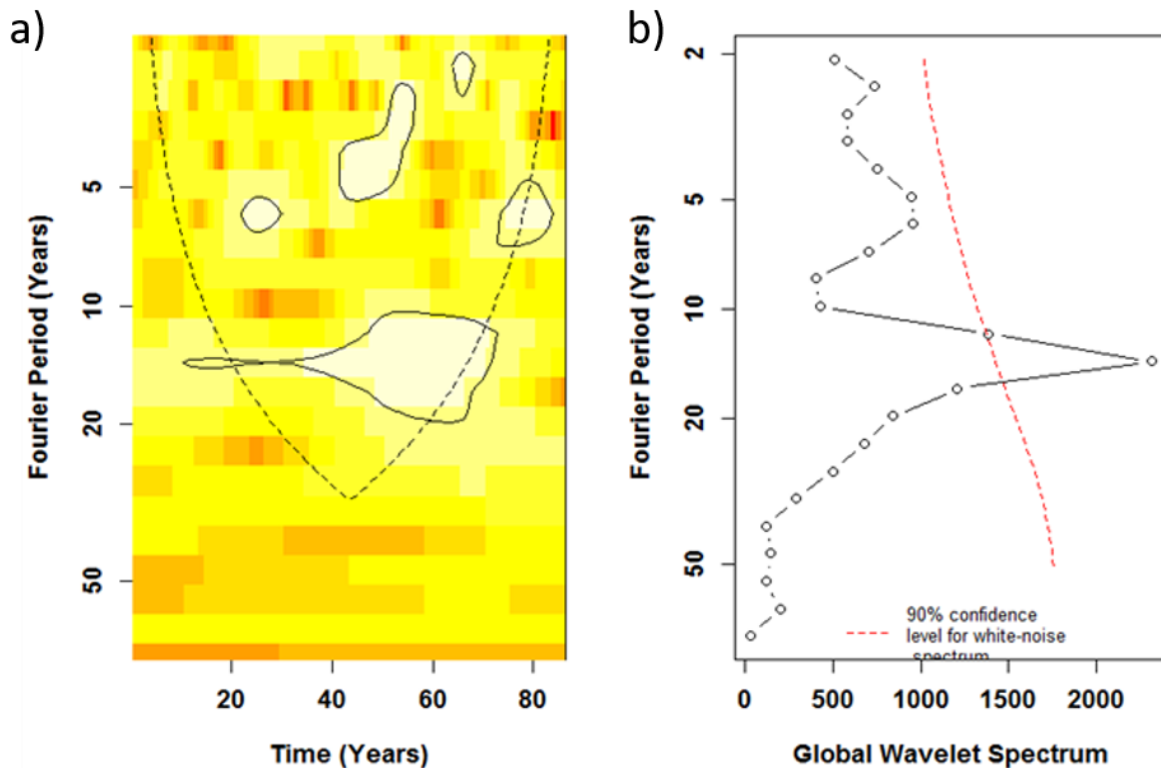 a)
Fourier Period (Years)
5
10
20
50
20
40
60
80
Time (Years)
b)
Fourier Period (Years)
2
5
10
20
50
90% confidence
level for white-noise
spectrum
0
500
1000
1500
2000
Global Wavelet Spectrum